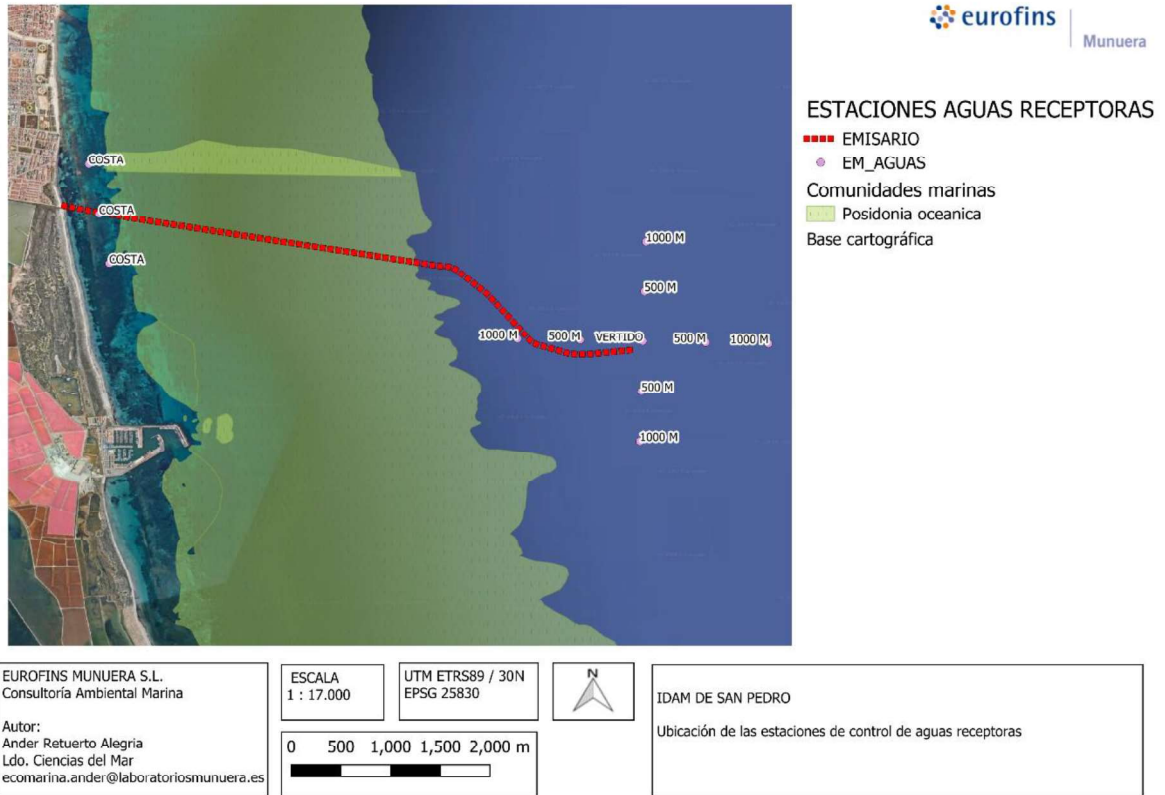 eurofins
Munuera
ESTACIONES AGUAS RECEPTORAS
EMISARIO
EM_AGUAS
Comunidades marinas
Posidonia oceanica
Base cartográfica
COSTA
COSTA
COSTA
1000 M
500 M
1000 M
500 M
VERTIDO
500 M
1000 M
500 M
1000 M
EUROFINS MUNUERA S.L.
Consultoría Ambiental Marina
Autor:
Ander Retuerto Alegria
Ldo. Ciencias del Mar
ecomarina.ander@laboratoriosmunuera.es
ESCALA
1 : 17.000
UTM ETRS89 / 30N
EPSG 25830
0 500 1,000 1,500 2,000 m
N
IDAM DE SAN PEDRO
Ubicación de las estaciones de control de aguas receptoras